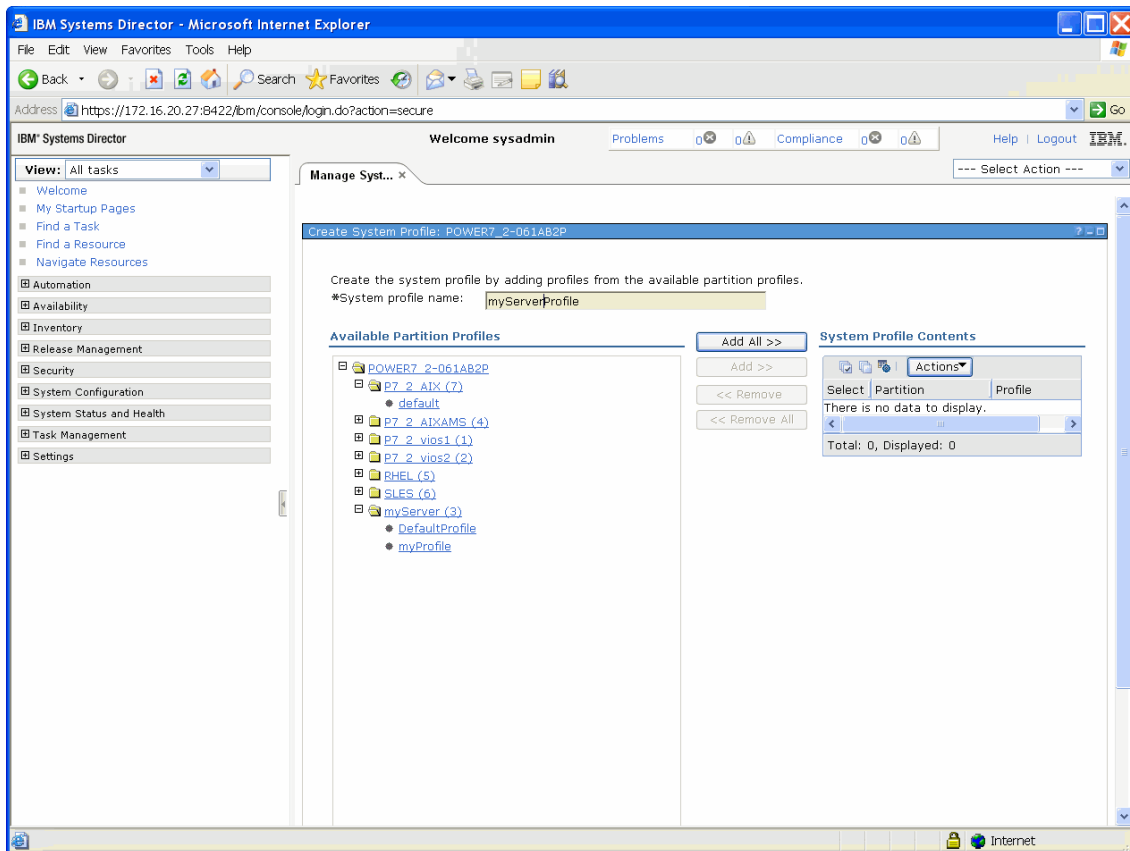 IBM Systems Director - Microsoft Internet Explorer
File Edit View Favorites Tools Help
Back Search Favorites
Address https://172.16.20.27:8422/ibm/console/login.do?action=secure Go
IBM® Systems Director Welcome sysadmin Problems 0 0 Compliance 0 0 Help | Logout IBM.
View: All tasks
Manage Syst... × --- Select Action ---
Welcome
My Startup Pages
Find a Task
Find a Resource
Navigate Resources
Automation
Availability
Inventory
Release Management
Security
System Configuration
System Status and Health
Task Management
Settings
Create System Profile: POWER7_2-061AB2P
Create the system profile by adding profiles from the available partition profiles.
*System profile name: myServerProfile
Available Partition Profiles
POWER7_2-061AB2P
P7_2_AIX (7)
default
P7_2_AIXAMS (4)
P7_2_vios1 (1)
P7_2_vios2 (2)
RHEL (5)
SLES (6)
myServer (3)
DefaultProfile
myProfile
Add All >>
Add >>
<< Remove
<< Remove All
System Profile Contents
Actions
Select Partition Profile
There is no data to display.
Total: 0, Displayed: 0
Internet